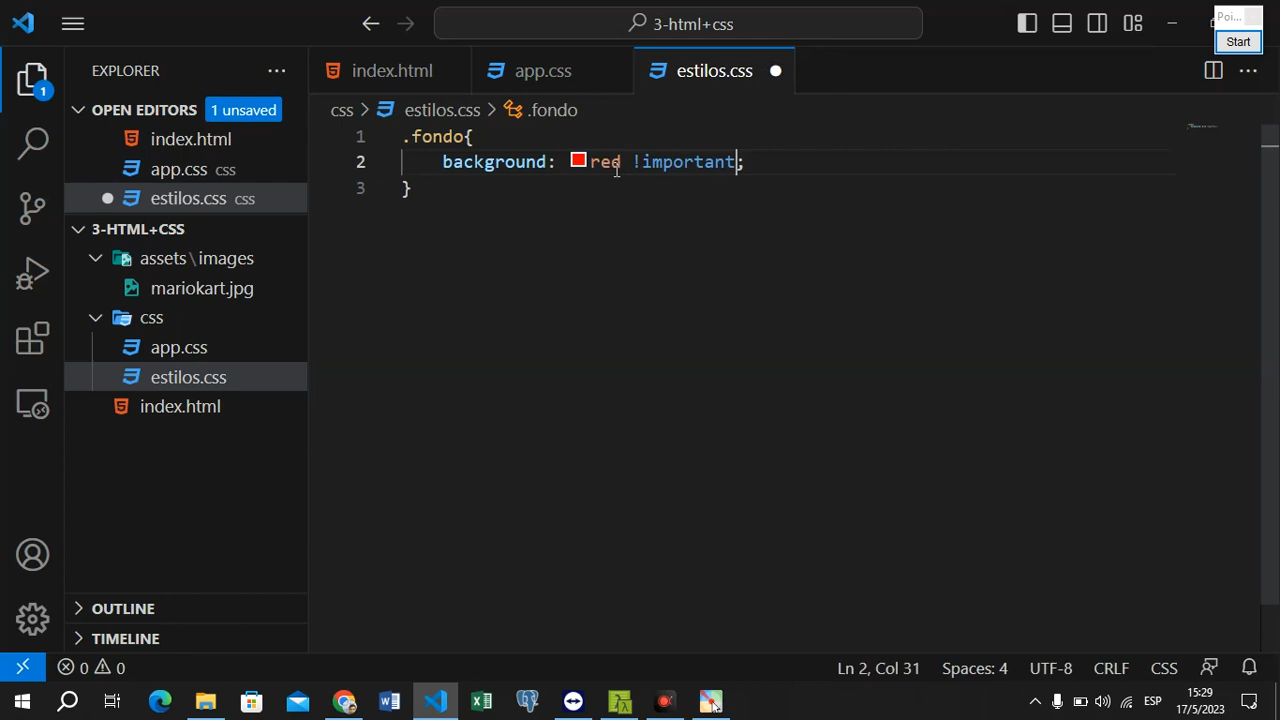 3-html+css
Poi...
Start
EXPLORER
index.html
app.css
estilos.css
OPEN EDITORS 1 unsaved
css > estilos.css > .fondo
index.html
app.css css
estilos.css css
1 .fondo{
2 background: red !important;
3 }
3-HTML+CSS
assets\images
mariokart.jpg
css
app.css
estilos.css
index.html
OUTLINE
TIMELINE
1
0 0
Ln 2, Col 31
Spaces: 4
UTF-8
CRLF
CSS
ESP
15:29
17/5/2023